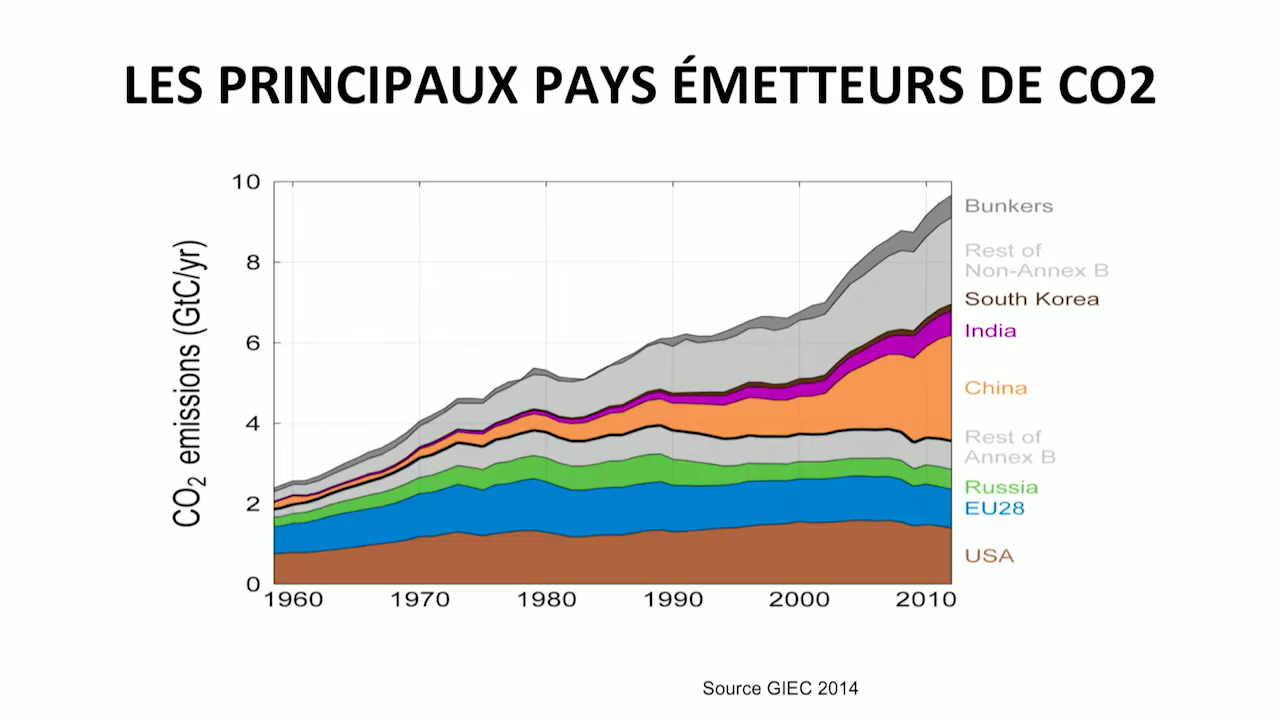 LES PRINCIPAUX PAYS ÉMETTEURS DE CO2
CO2 emissions (GtC/yr)
10
8
6
4
2
0
1960 1970 1980 1990 2000 2010
Bunkers
Rest of
Non-Annex B
South Korea
India
China
Rest of
Annex B
Russia
EU28
USA
Source GIEC 2014